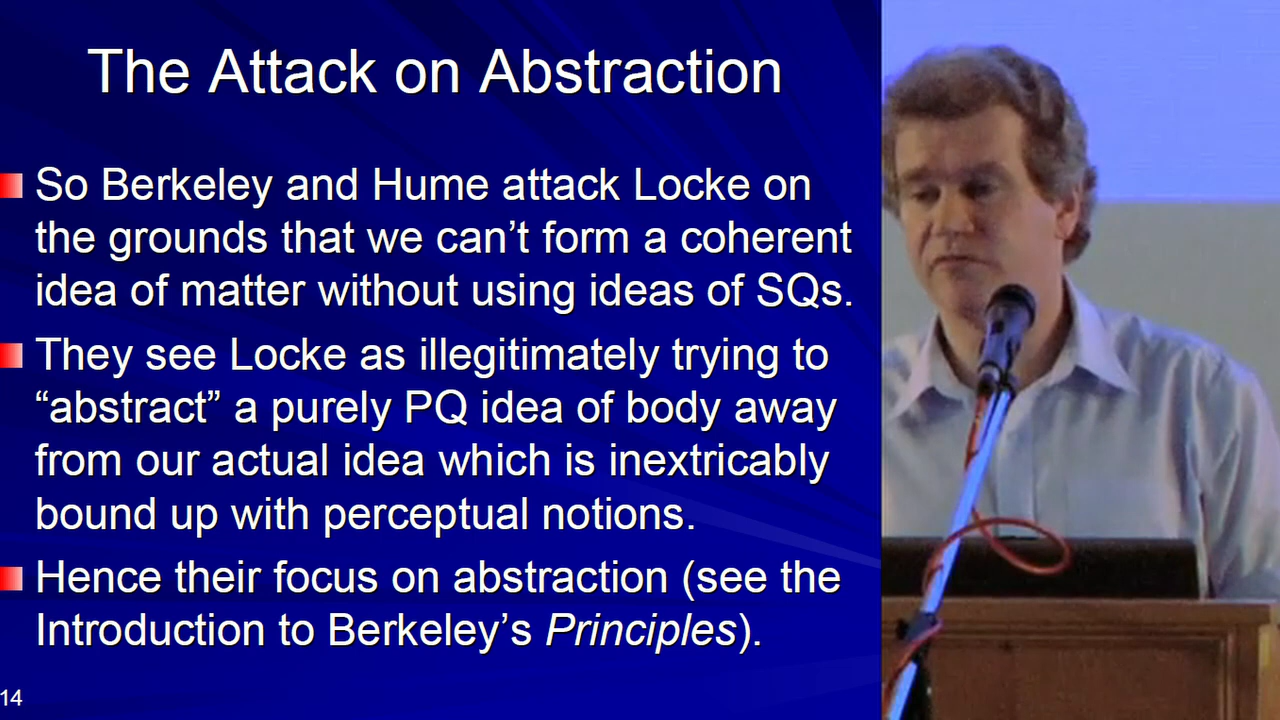 The Attack on Abstraction
So Berkeley and Hume attack Locke on
the grounds that we can’t form a coherent
idea of matter without using ideas of SQs.
They see Locke as illegitimately trying to
“abstract” a purely PQ idea of body away
from our actual idea which is inextricably
bound up with perceptual notions.
Hence their focus on abstraction (see the
Introduction to Berkeley’s Principles).
14